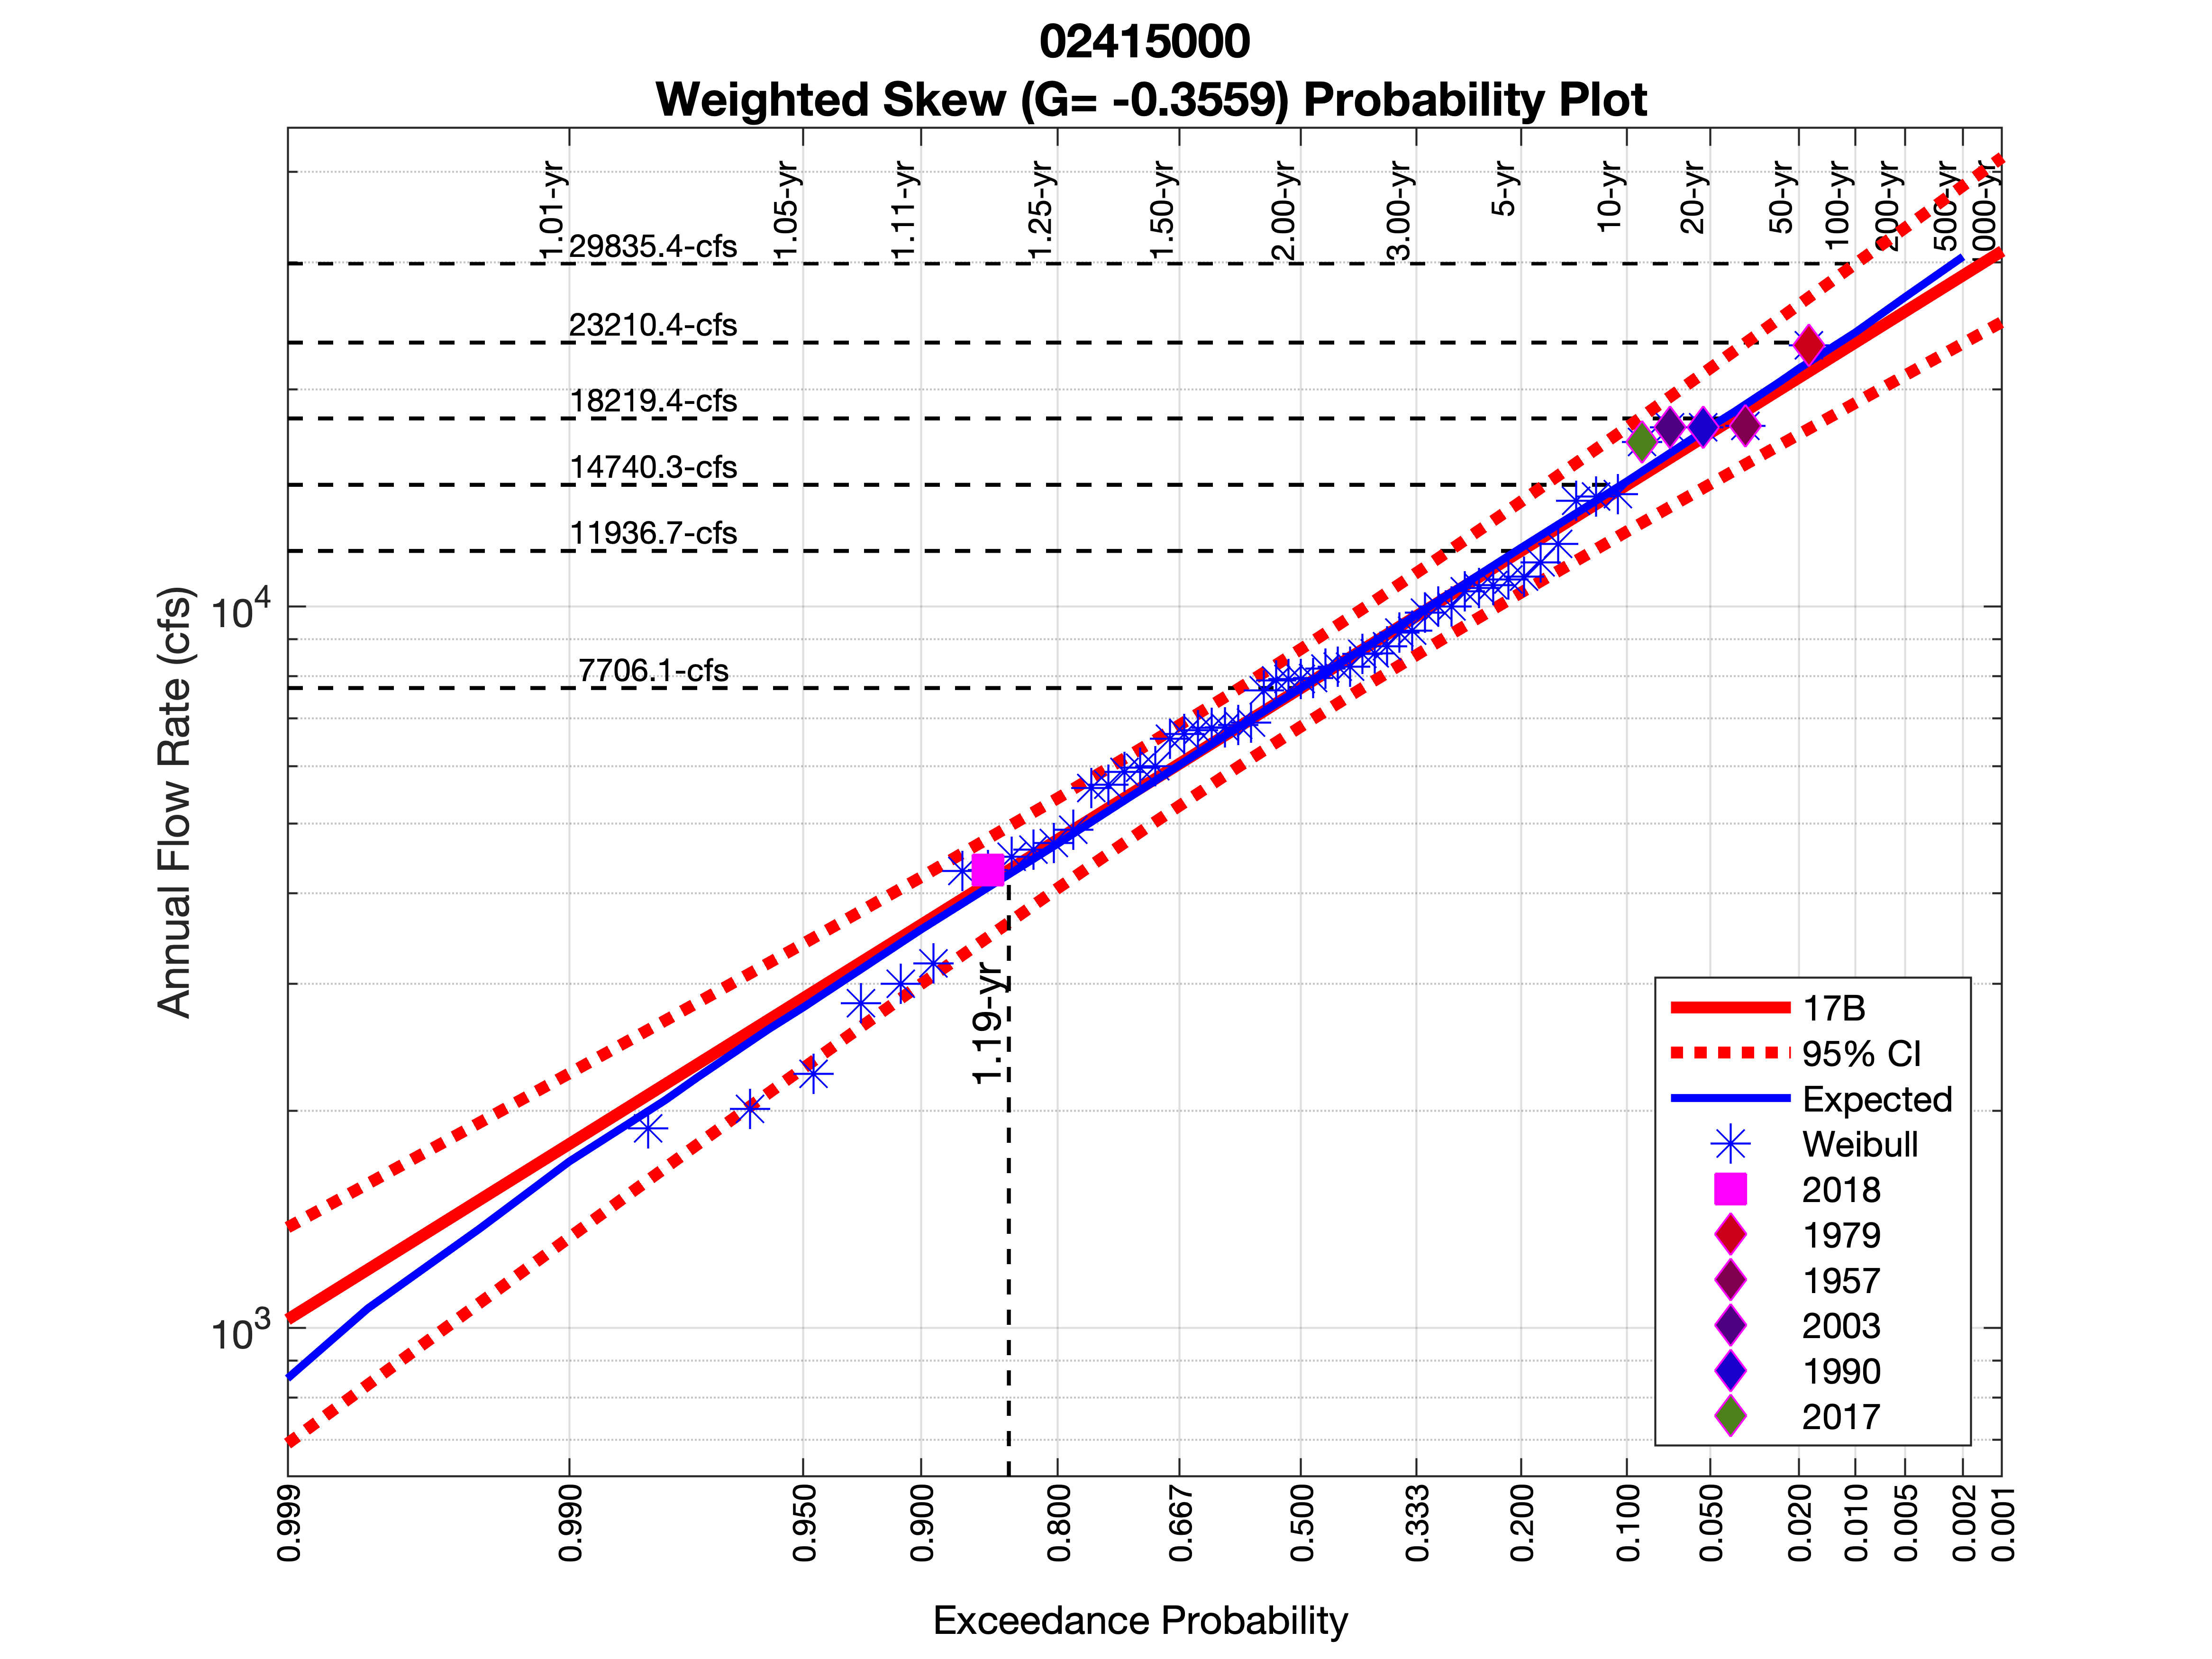 02415000
Weighted Skew (G= -0.3559) Probability Plot
1.01-yr
1.05-yr
1.11-yr
1.25-yr
1.50-yr
2.00-yr
3.00-yr
5-yr
10-yr
20-yr
50-yr
100-yr
200-yr
500-yr
000-yr
29835.4-cfs
23210.4-cfs
18219.4-cfs
14740.3-cfs
11936.7-cfs
7706.1-cfs
1.19-yr
Annual Flow Rate (cfs)
10^4
10^3
17B
95% CI
Expected
Weibull
2018
1979
1957
2003
1990
2017
0.999
0.990
0.950
0.900
0.800
0.667
0.500
0.333
0.200
0.100
0.050
0.020
0.010
0.005
0.002
0.001
Exceedance Probability